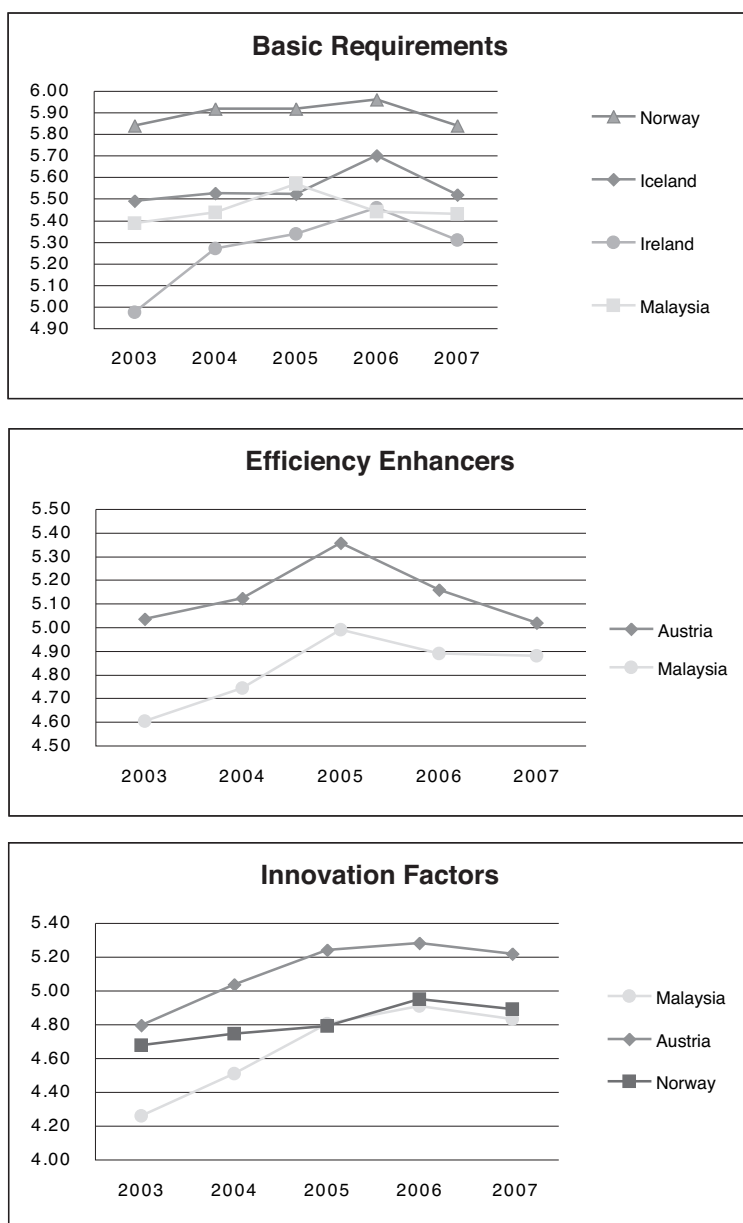 Basic Requirements
6.00
5.90
5.80
5.70
5.60
5.50
5.40
5.30
5.20
5.10
5.00
4.90
2003 2004 2005 2006 2007
Norway
Iceland
Ireland
Malaysia
Efficiency Enhancers
5.50
5.40
5.30
5.20
5.10
5.00
4.90
4.80
4.70
4.60
4.50
2003 2004 2005 2006 2007
Austria
Malaysia
Innovation Factors
5.40
5.20
5.00
4.80
4.60
4.40
4.20
4.00
2003 2004 2005 2006 2007
Malaysia
Austria
Norway